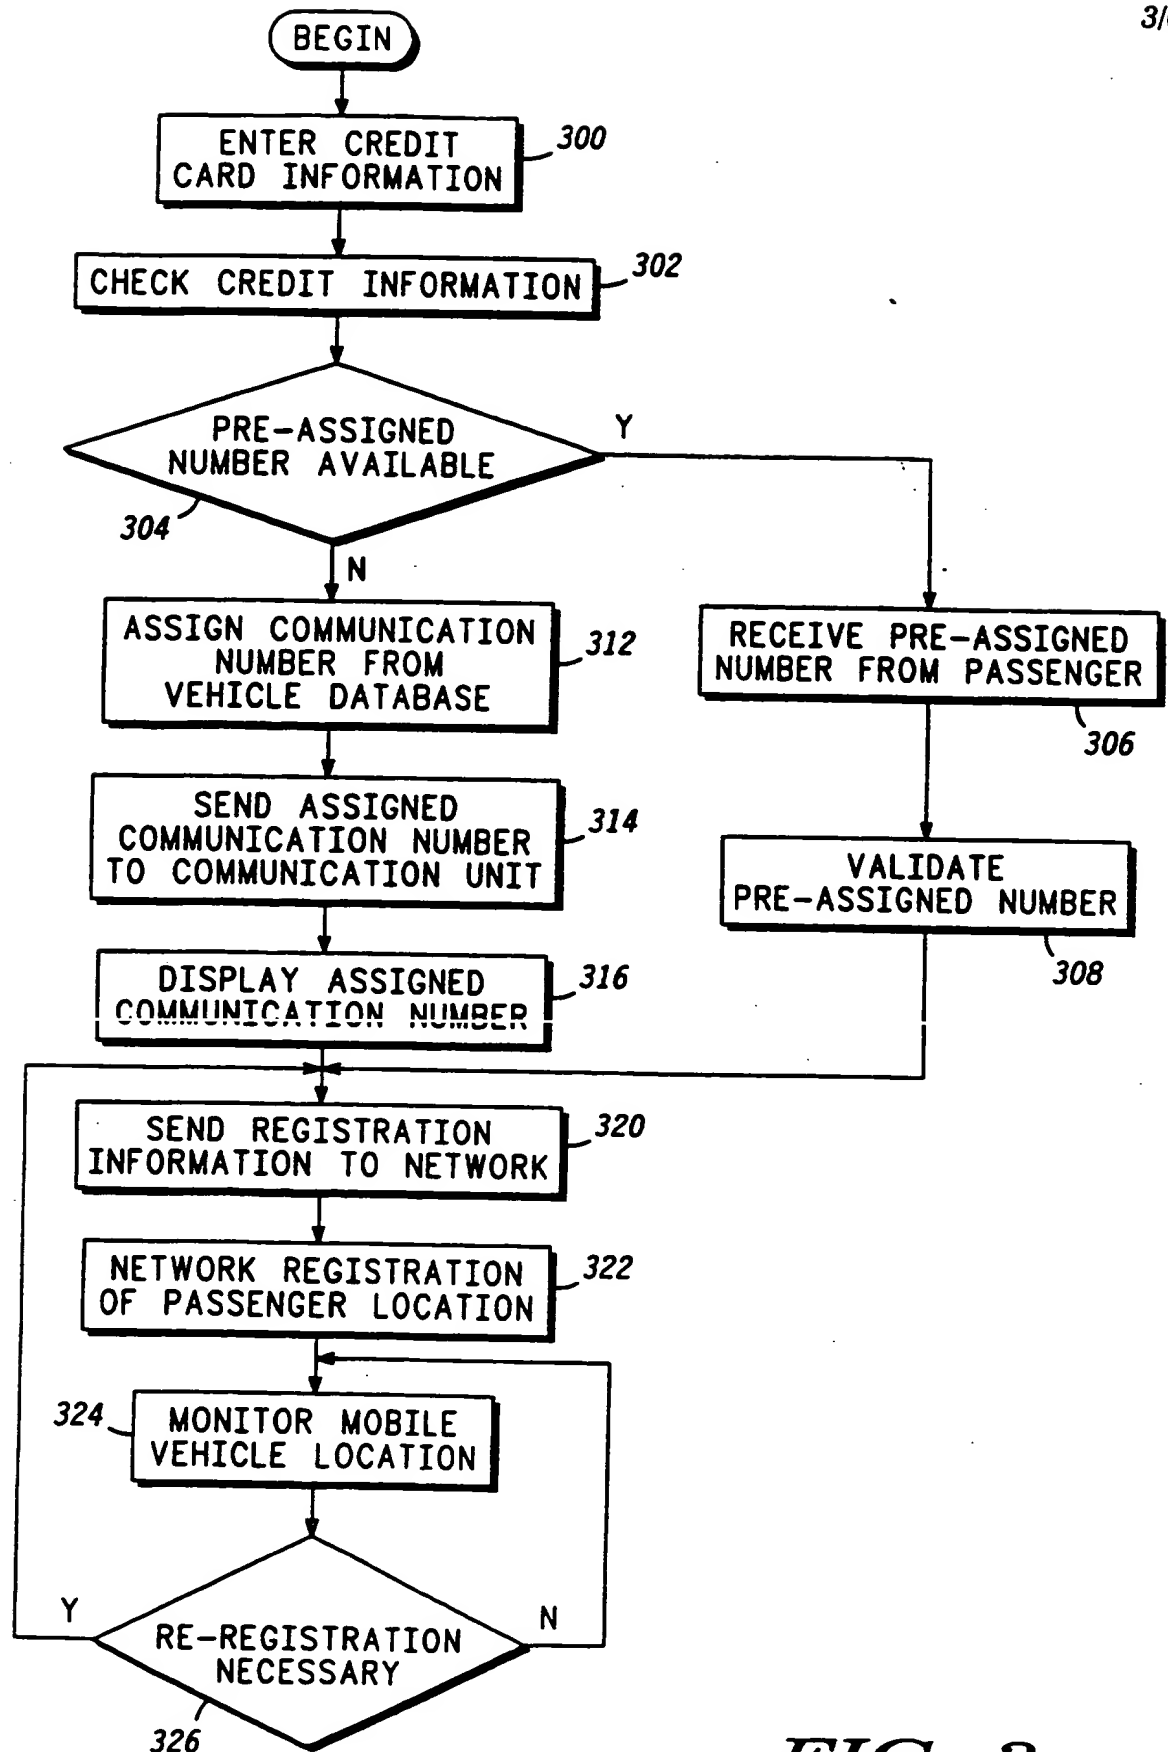 3/
BEGIN
ENTER CREDIT
CARD INFORMATION
300
CHECK CREDIT INFORMATION
302
PRE-ASSIGNED
NUMBER AVAILABLE
304
Y
N
ASSIGN COMMUNICATION
NUMBER FROM
VEHICLE DATABASE
312
RECEIVE PRE-ASSIGNED
NUMBER FROM PASSENGER
306
SEND ASSIGNED
COMMUNICATION NUMBER
TO COMMUNICATION UNIT
314
VALIDATE
PRE-ASSIGNED NUMBER
308
DISPLAY ASSIGNED
COMMUNICATION NUMBER
316
SEND REGISTRATION
INFORMATION TO NETWORK
320
NETWORK REGISTRATION
OF PASSENGER LOCATION
322
MONITOR MOBILE
VEHICLE LOCATION
324
RE-REGISTRATION
NECESSARY
326
Y
N
FIG.